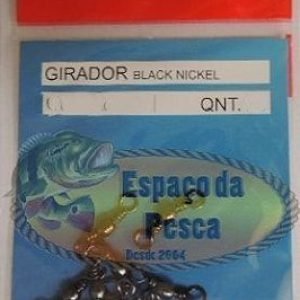 GIRADOR BLACK NICKEL
QNT.
Espaço da
Pesca
Desde 2004